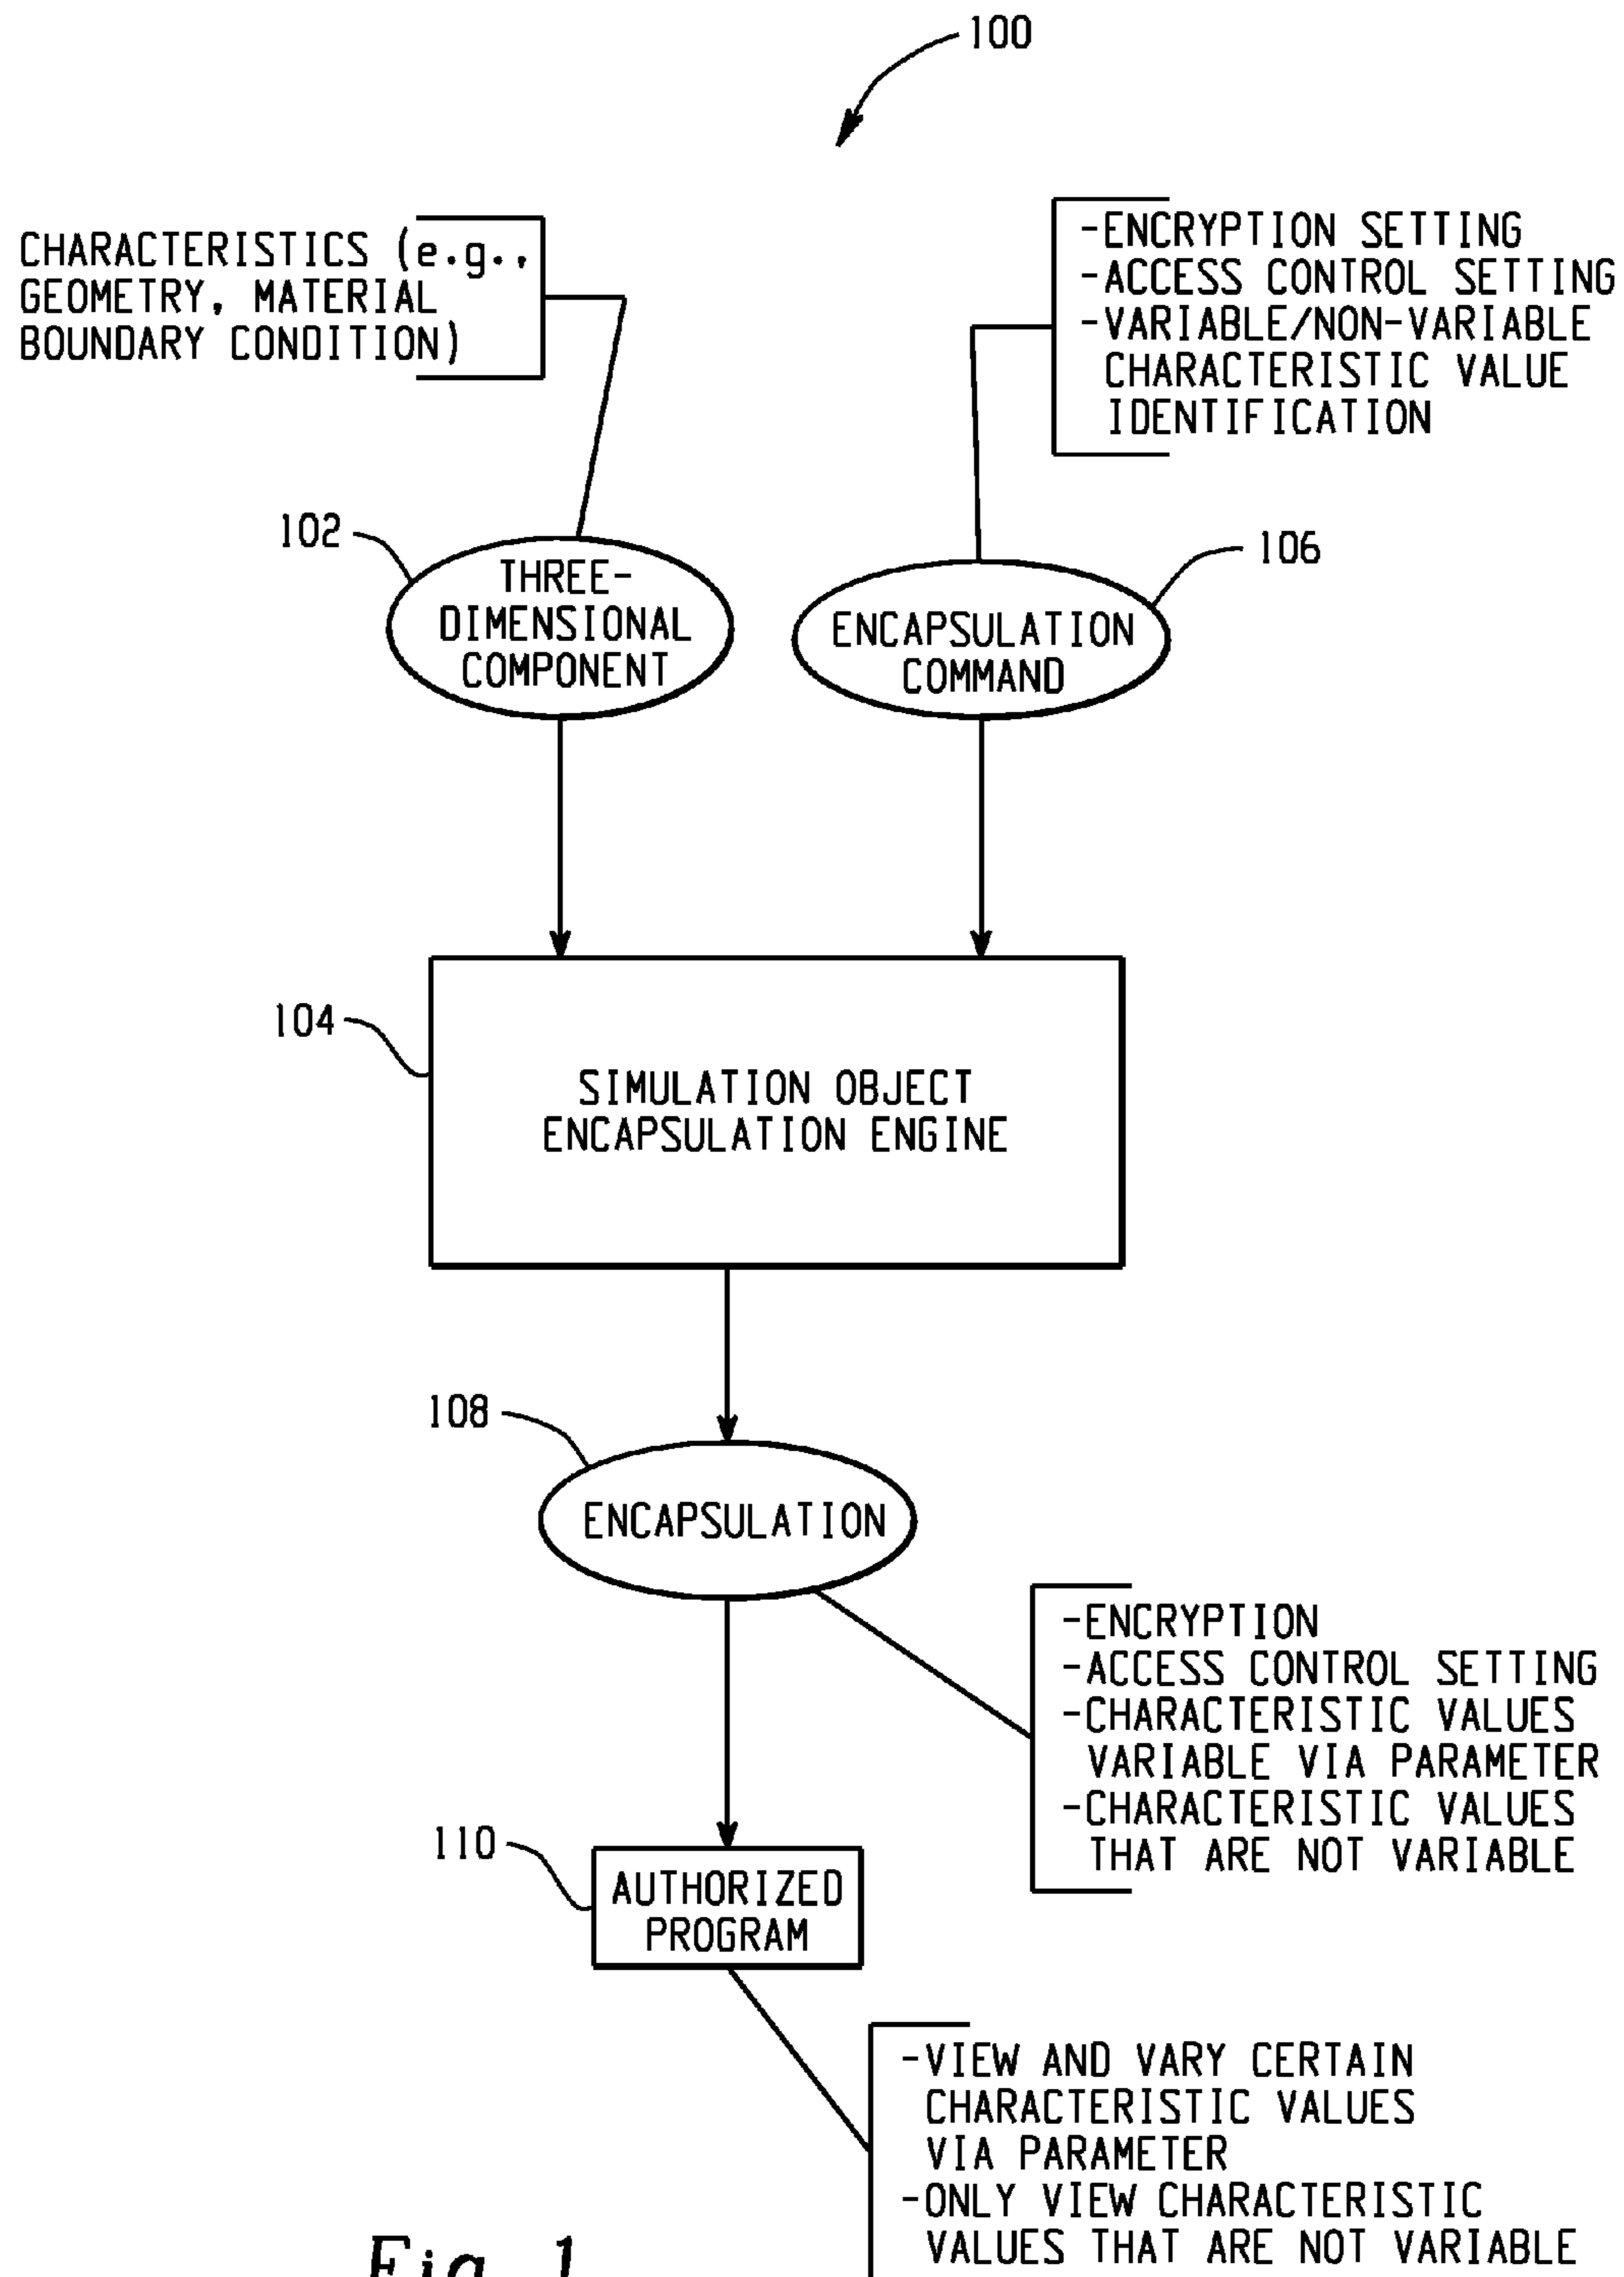 100
CHARACTERISTICS (e.g.,
GEOMETRY, MATERIAL
BOUNDARY CONDITION)
-ENCRYPTION SETTING
-ACCESS CONTROL SETTING
-VARIABLE/NON-VARIABLE
CHARACTERISTIC VALUE
IDENTIFICATION
102
THREE-
DIMENSIONAL
COMPONENT
106
ENCAPSULATION
COMMAND
104
SIMULATION OBJECT
ENCAPSULATION ENGINE
108
ENCAPSULATION
-ENCRYPTION
-ACCESS CONTROL SETTING
-CHARACTERISTIC VALUES
VARIABLE VIA PARAMETER
-CHARACTERISTIC VALUES
THAT ARE NOT VARIABLE
110
AUTHORIZED
PROGRAM
-VIEW AND VARY CERTAIN
CHARACTERISTIC VALUES
VIA PARAMETER
-ONLY VIEW CHARACTERISTIC
VALUES THAT ARE NOT VARIABLE
Fig. 1